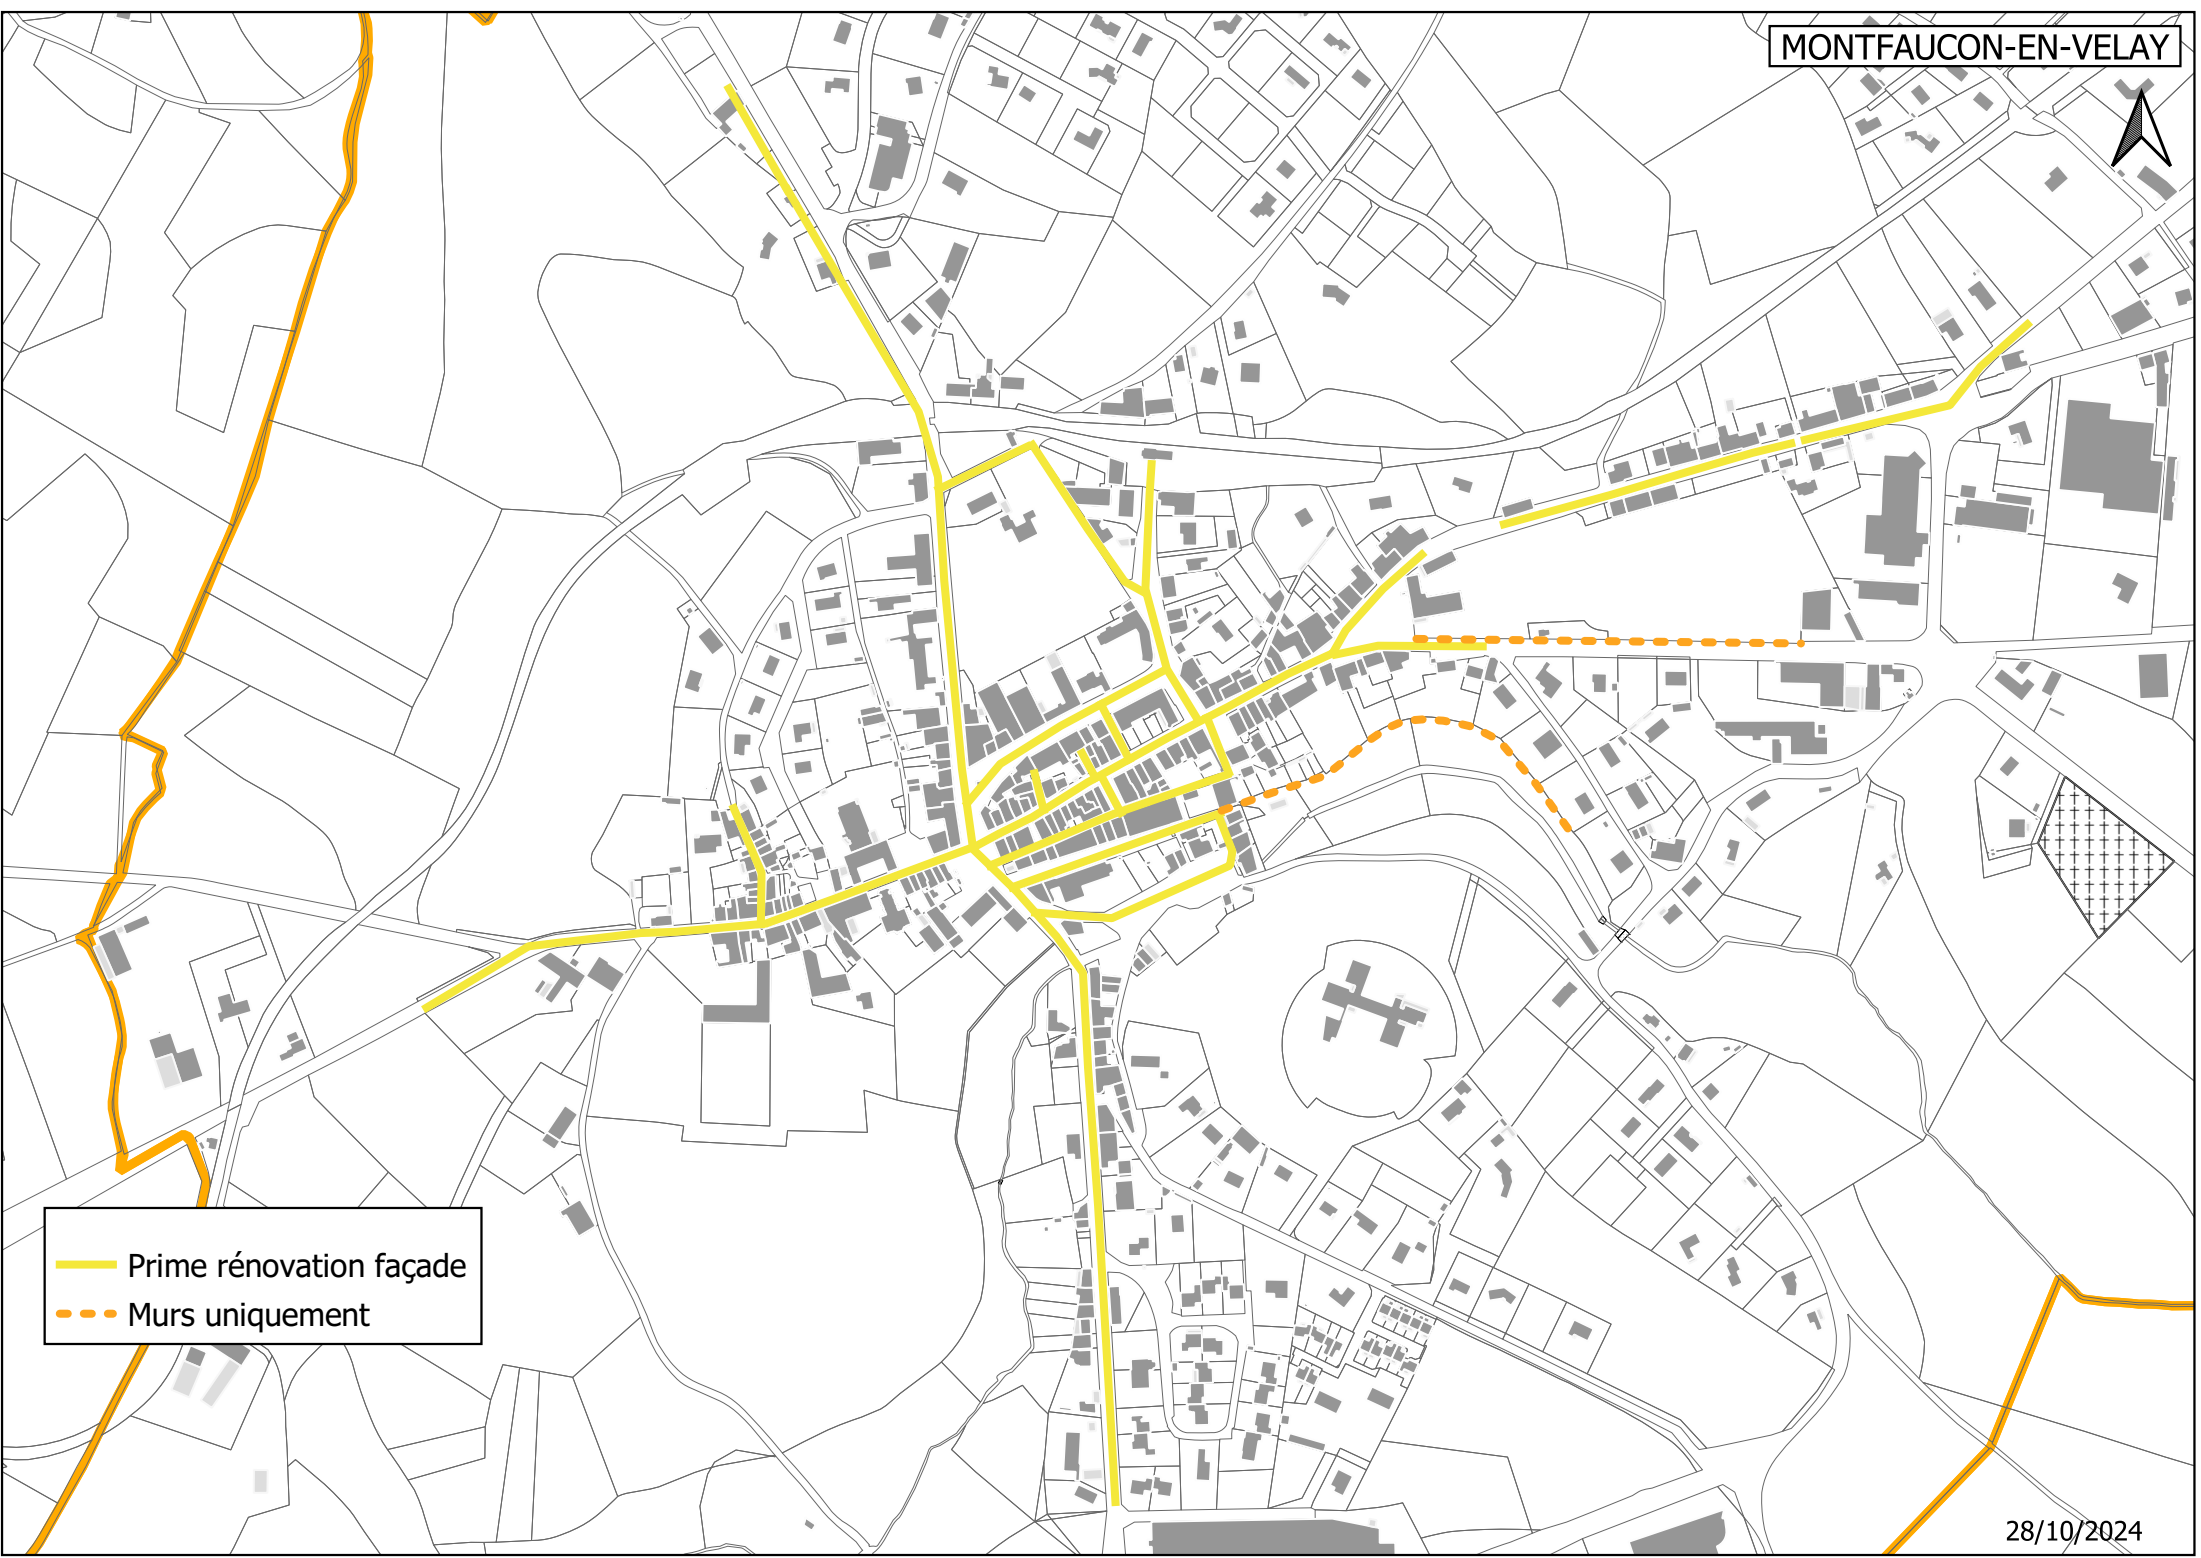 MONTFAUCON-EN-VELAY
Prime rénovation façade
Murs uniquement
28/10/2024